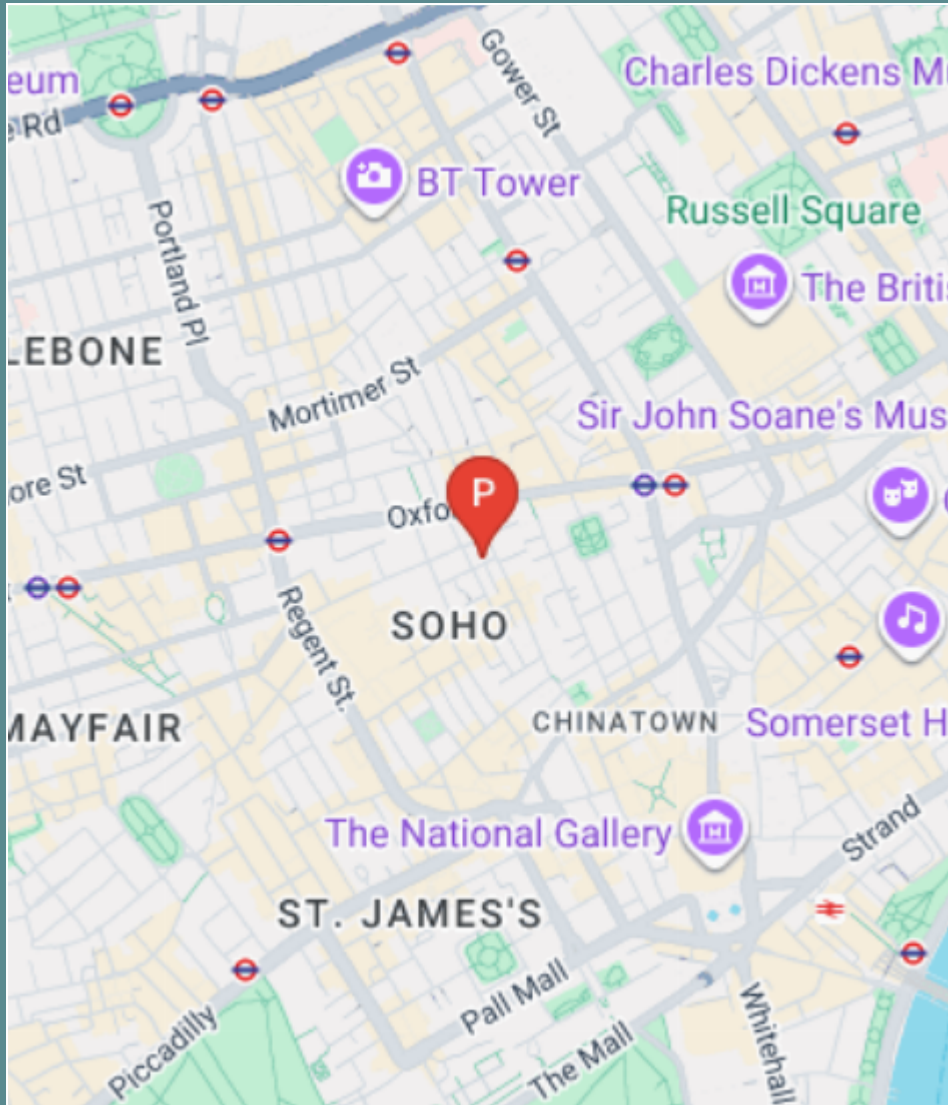 eum
e Rd
Gower St
Charles Dickens M
BT Tower
Russell Square
Portland Pl
The Briti
LEBONE
Mortimer St
Sir John Soane's Mus
ore St
P
Oxfo
SOHO
Regent St.
MAYFAIR
CHINATOWN
Somerset H
The National Gallery
Strand
ST. JAMES'S
Pall Mall
Piccadilly
The Mall
Whitehall